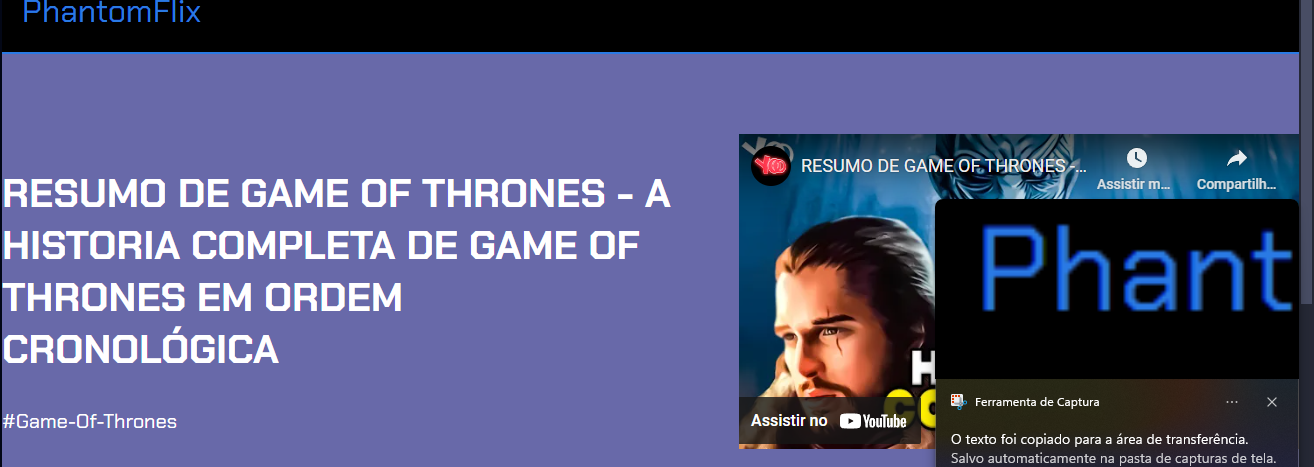 PhantomFlix
RESUMO DE GAME OF THRONES - A
HISTORIA COMPLETA DE GAME OF
THRONES EM ORDEM
CRONOLÓGICA
#Game-Of-Thrones
RESUMO DE GAME OF THRONES -...
Assistir m...
Compartilh...
Assistir no YouTube
Phant
Ferramenta de Captura
O texto foi copiado para a área de transferência.
Salvo automaticamente na pasta de capturas de tela.